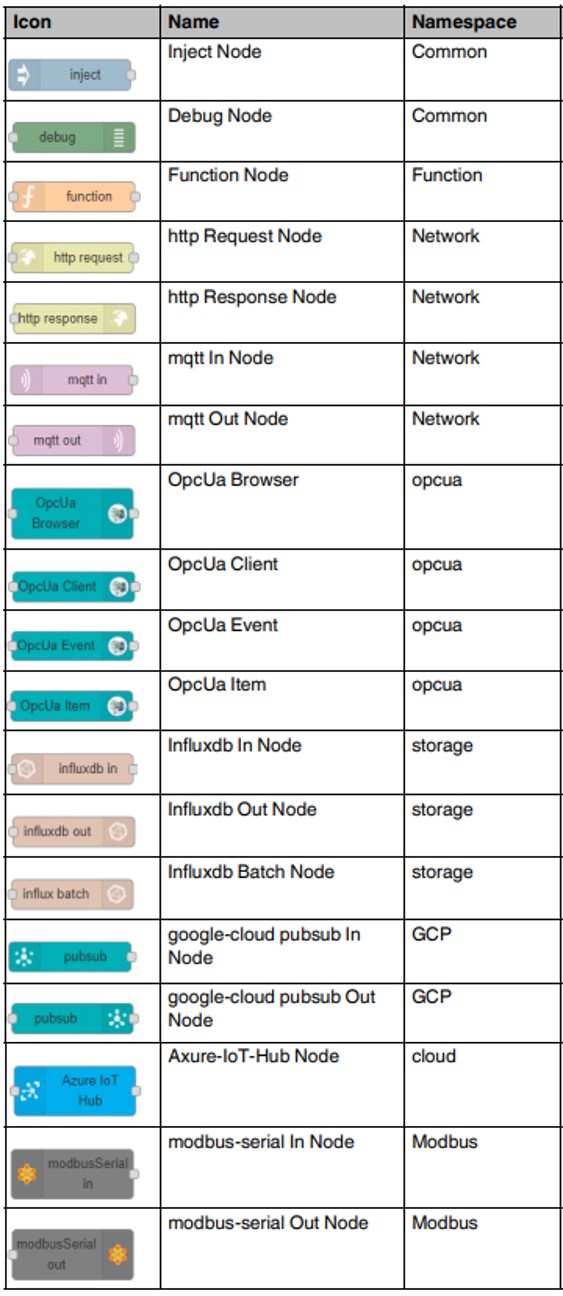 Icon Name Namespace
inject Inject Node Common
debug Debug Node Common
function Function Node Function
http request http Request Node Network
http response http Response Node Network
mqtt in mqtt In Node Network
mqtt out mqtt Out Node Network
OpcUa Browser OpcUa Browser opcua
OpcUa Client OpcUa Client opcua
OpcUa Event OpcUa Event opcua
OpcUa Item OpcUa Item opcua
influxdb in Influxdb In Node storage
influxdb out Influxdb Out Node storage
influx batch Influxdb Batch Node storage
pubsub google-cloud pubsub In Node GCP
pubsub google-cloud pubsub Out Node GCP
Azure IoT Hub Axure-IoT-Hub Node cloud
modbusSerial in modbus-serial In Node Modbus
modbusSerial out modbus-serial Out Node Modbus